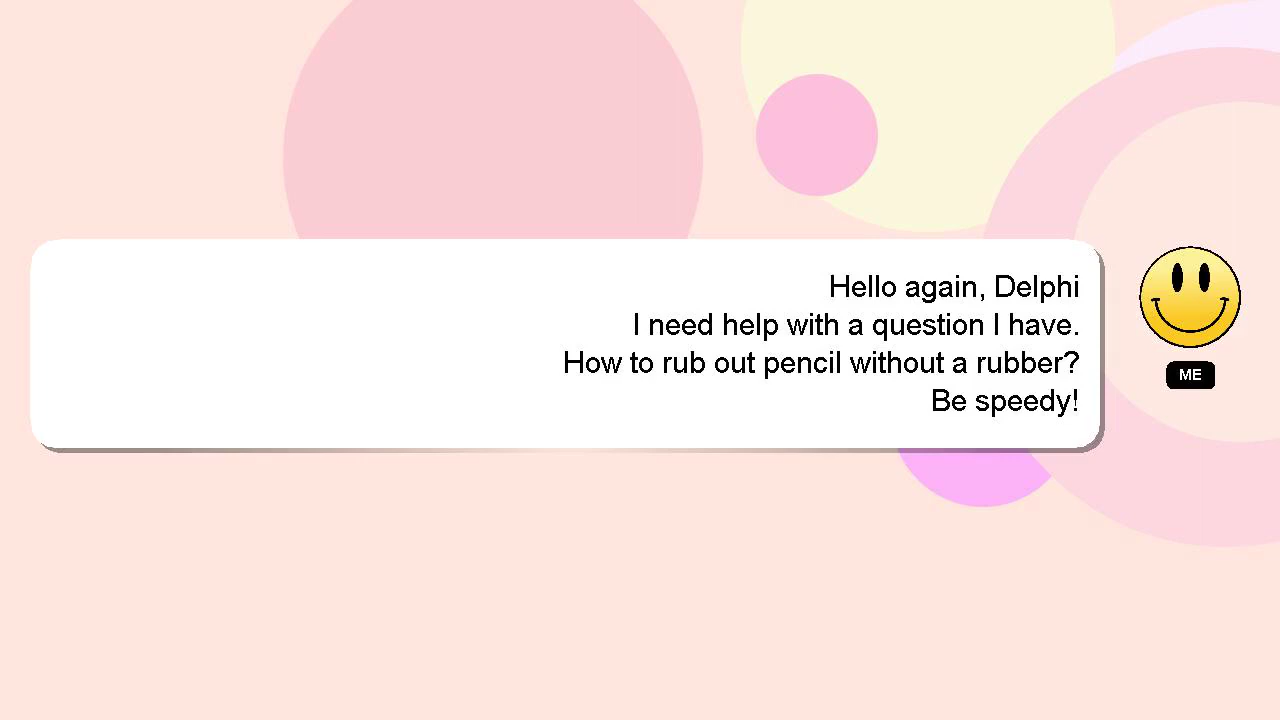 Hello again, Delphi
I need help with a question I have.
How to rub out pencil without a rubber?
Be speedy!
ME